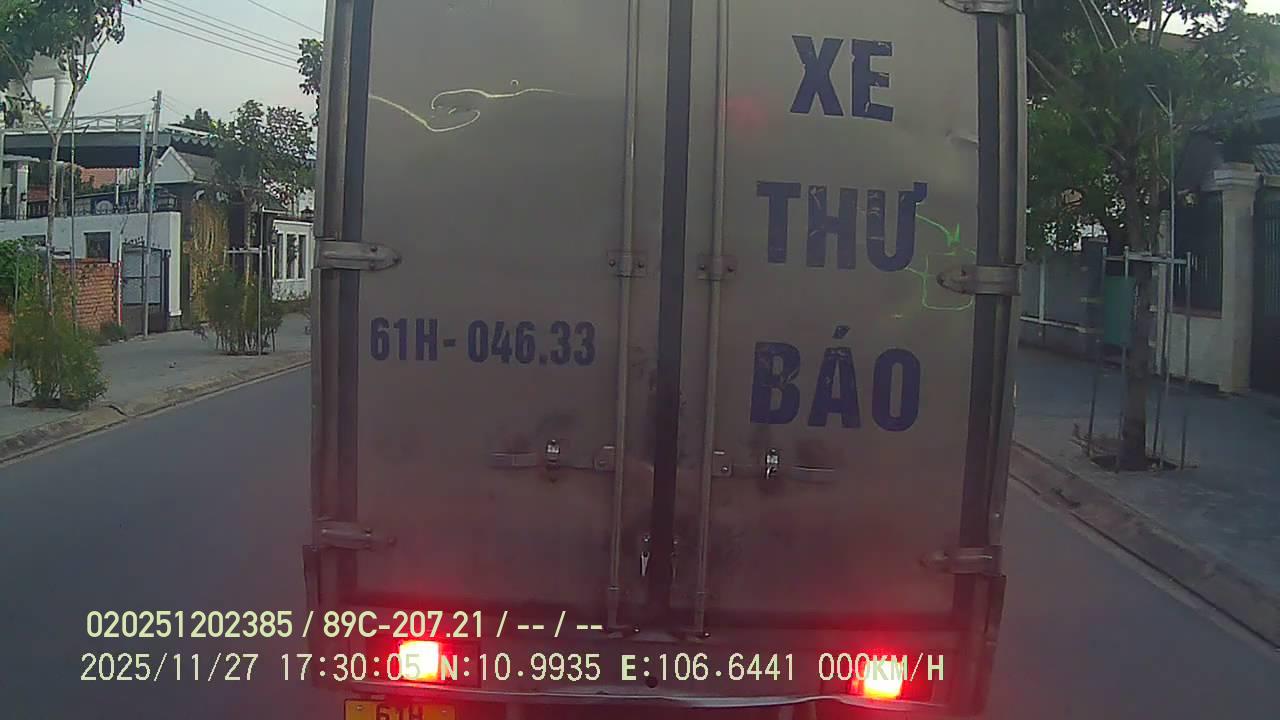 XE
THƯ
BÁO
61H-046.33
020251202385 / 89C-207.21 / -- / --
2025/11/27 17:30:05 N:10.9935 E:106.6441 000KM/H
61H